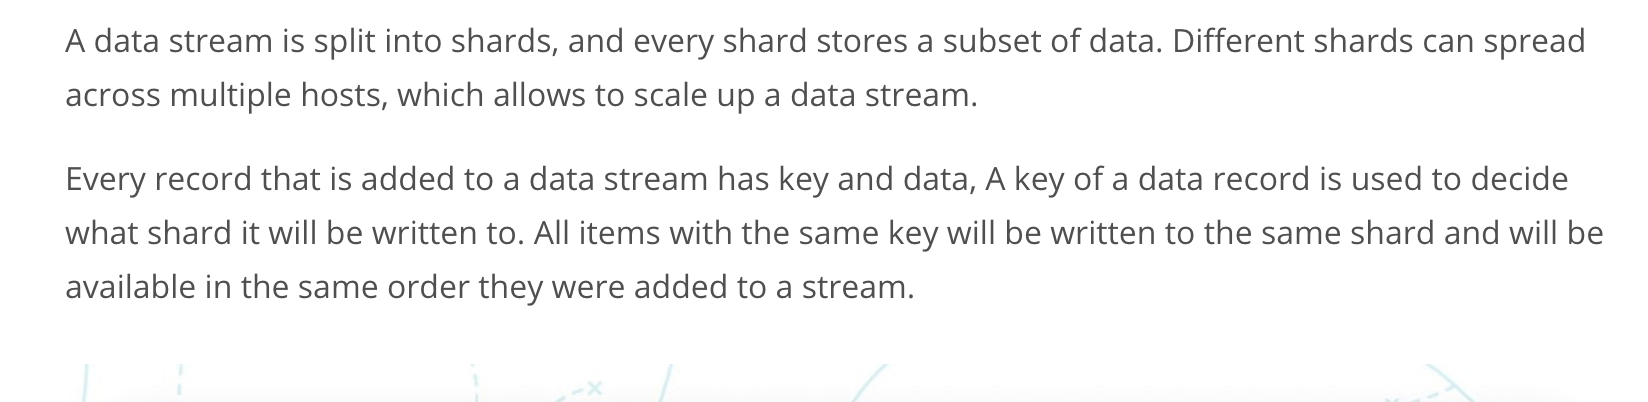 A data stream is split into shards, and every shard stores a subset of data. Different shards can spread
across multiple hosts, which allows to scale up a data stream.
Every record that is added to a data stream has key and data, A key of a data record is used to decide
what shard it will be written to. All items with the same key will be written to the same shard and will be
available in the same order they were added to a stream.